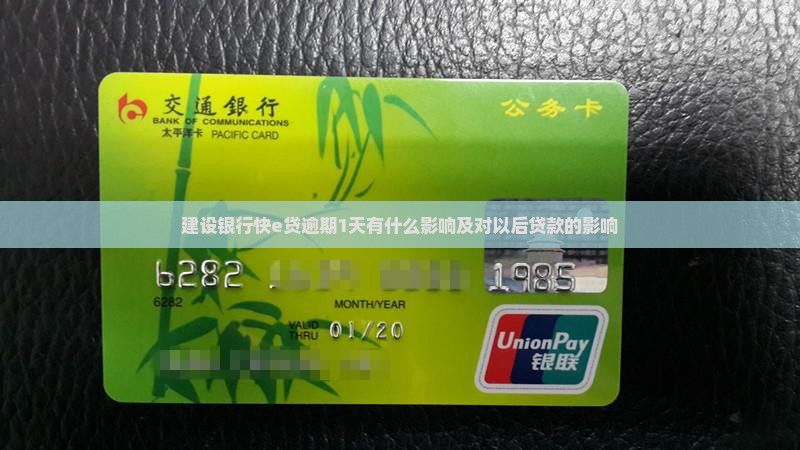 交通銀行
BANK OF COMMUNICATIONS
太平洋卡 PACIFIC CARD
公务卡
建设银行快e贷逾期1天有什么影响及对以后贷款的影响
6282 1985
6282
MONTH/YEAR
VALID THRU 01/20
UnionPay
银联